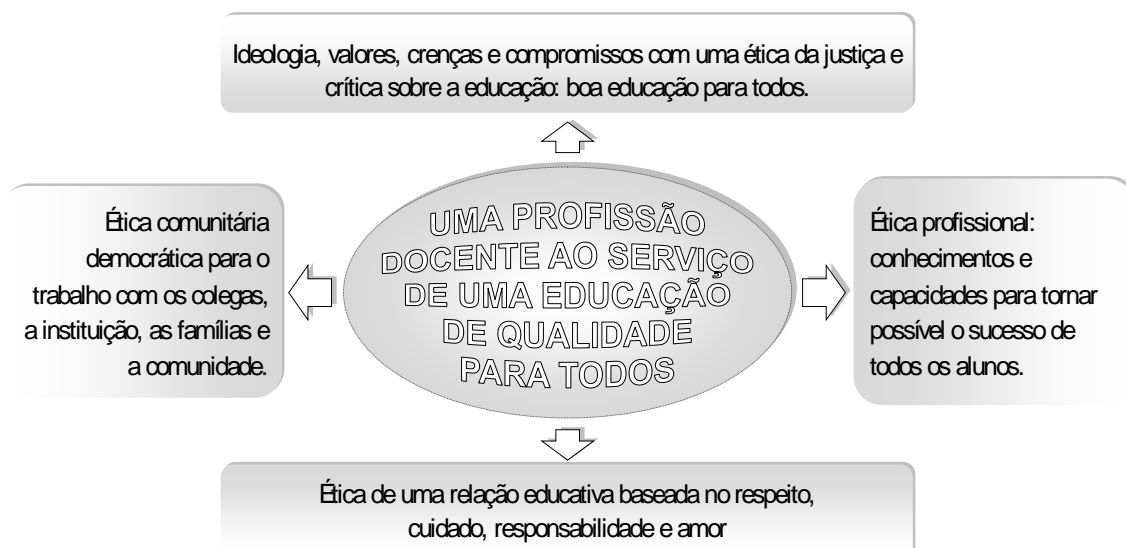 Ideologia, valores, crenças e compromissos com uma ética da justiça e
crítica sobre a educação: boa educação para todos.
Ética comunitária
democrática para o
trabalho com os colegas,
a instituição, as famílias e
a comunidade.
UMA PROFISSÃO
DOCENTE AO SERVIÇO
DE UMA EDUCAÇÃO
DE QUALIDADE
PARA TODOS
Ética profissional:
conhecimentos e
capacidades para tornar
possível o sucesso de
todos os alunos.
Ética de uma relação educativa baseada no respeito,
cuidado, responsabilidade e amor